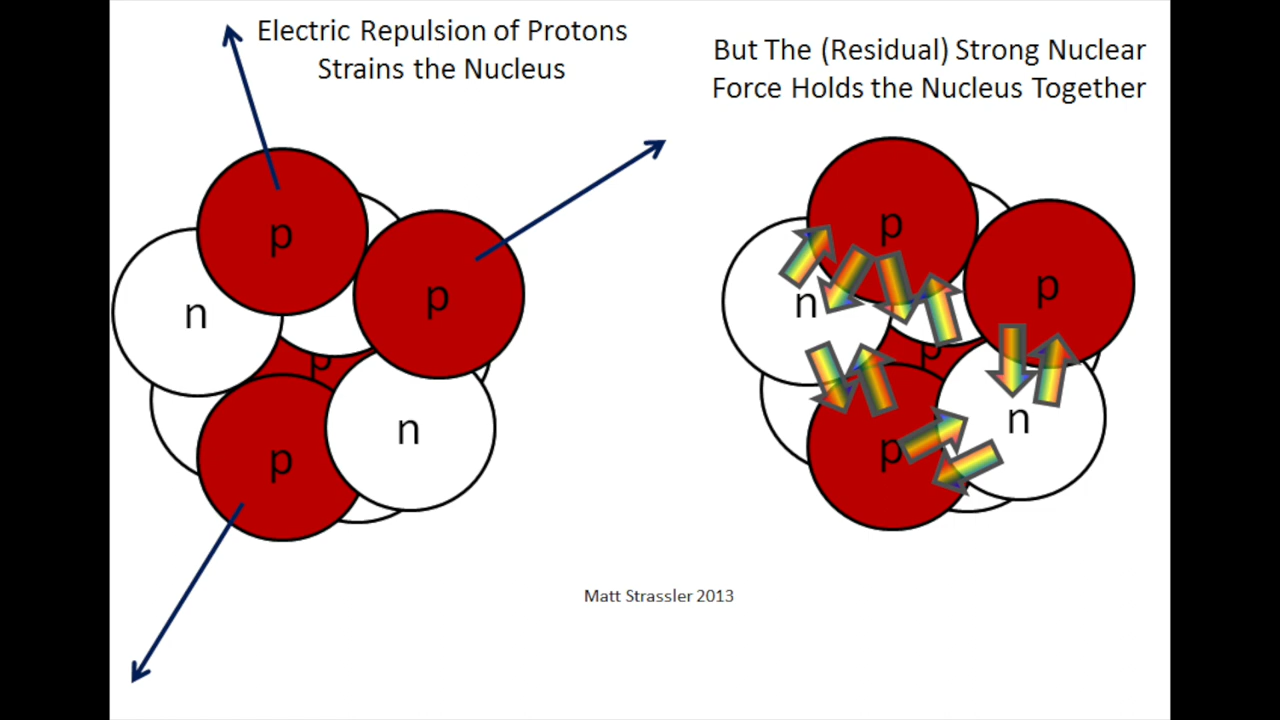 Electric Repulsion of Protons
Strains the Nucleus
But The (Residual) Strong Nuclear
Force Holds the Nucleus Together
p
p
n
p
p
n
p
p
n
p
n
p
Matt Strassler 2013